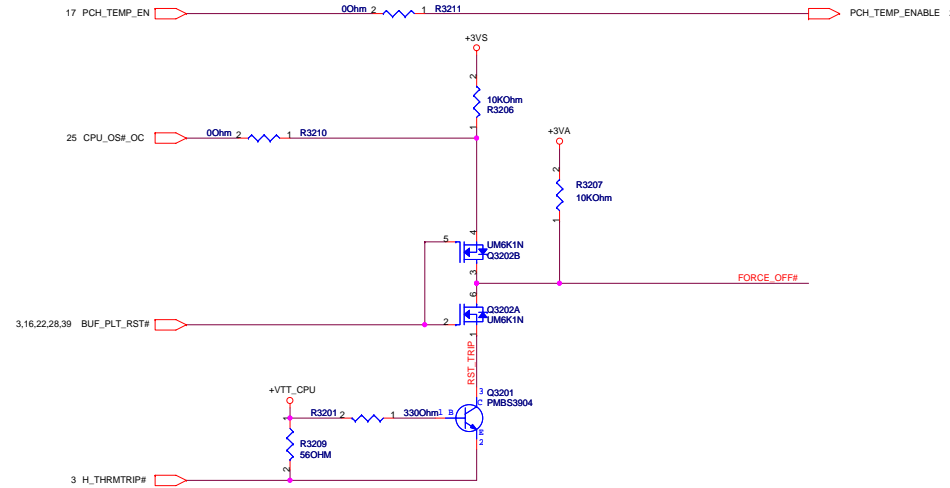 17 PCH_TEMP_EN
0Ohm 2 1 R3211
PCH_TEMP_ENABLE
+3VS
2
10KOhm
R3206
1
25 CPU_OS#_OC
0Ohm 2 1 R3210
+3VA
2
R3207
10KOhm
1
4
5
UM6K1N
Q3202B
3
FORCE_OFF#
6
Q3202A
UM6K1N
3,16,22,28,39 BUF_PLT_RST#
2
1
RST_TRIP
+VTT_CPU
3
Q3201
C
PMBS3904
R3201 2 1 330Ohm
1 B
E
2
1
R3209
56OHM
2
3 H_THRMTRIP#